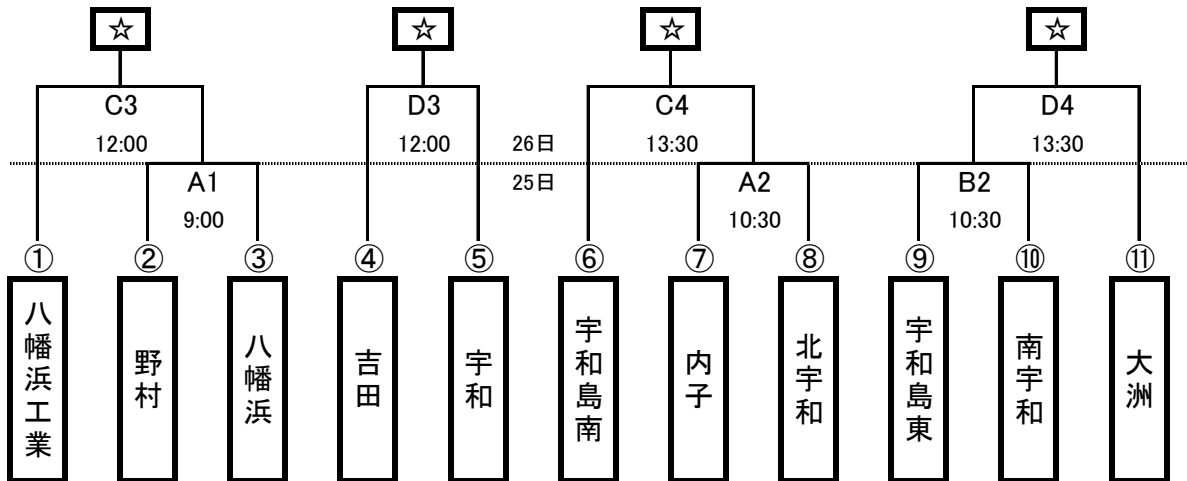 ☆ ☆ ☆ ☆
C3 D3 C4 D4
12:00 12:00 26日 13:30 13:30
A1 25日 A2 B2
9:00 10:30 10:30
① ② ③ ④ ⑤ ⑥ ⑦ ⑧ ⑨ ⑩ ⑪
八幡浜工業
野村
八幡浜
吉田
宇和
宇和島南
内子
北宇和
宇和島東
南宇和
大洲